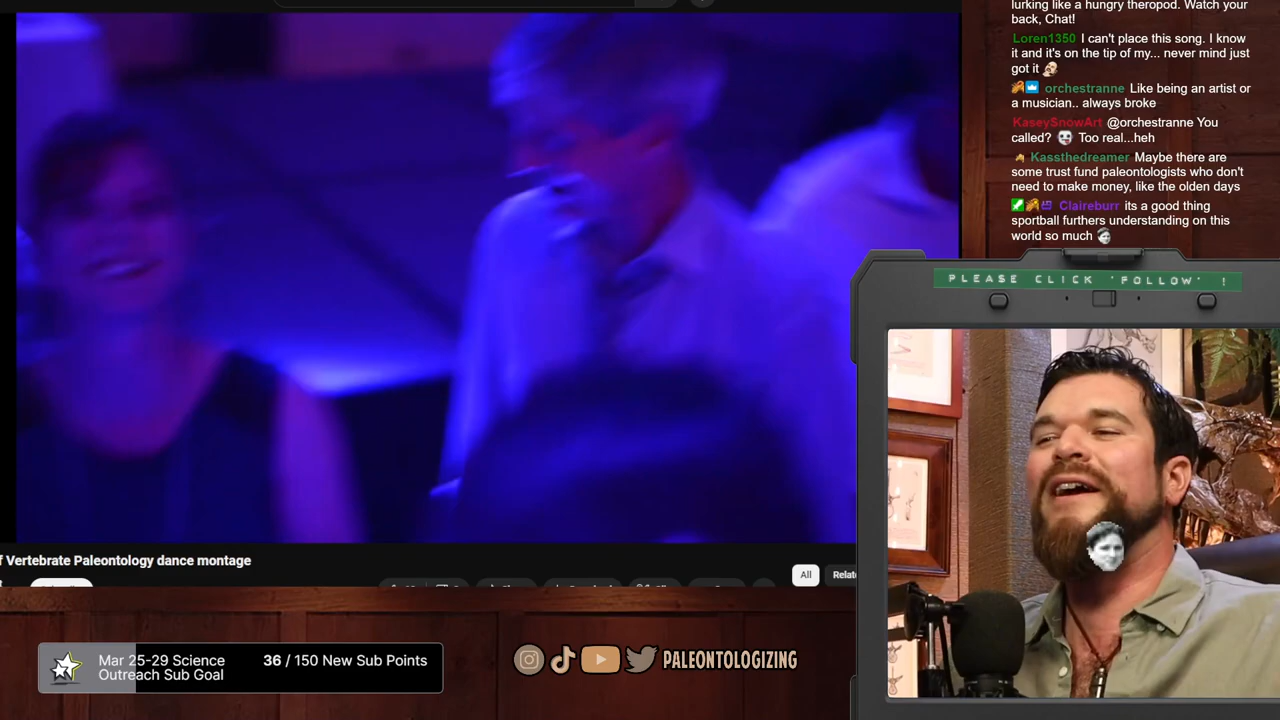 lurking like a hungry theropod. Watch your
back, Chat!
Loren1350 I can't place this song. I know
it and it's on the tip of my... never mind just
got it
orchestranne Like being an artist or
a musician.. always broke
KaseySnowArt @orchestranne You
called? Too real...heh
Kassthedreamer Maybe there are
some trust fund paleontologists who don't
need to make money, like the olden days
Claireburr its a good thing
sportball furthers understanding on this
world so much
PLEASE CLICK 'FOLLOW' !
f Vertebrate Paleontology dance montage
All
Relate
Mar 25-29 Science
Outreach Sub Goal
36 / 150 New Sub Points
PALEONTOLOGIZING